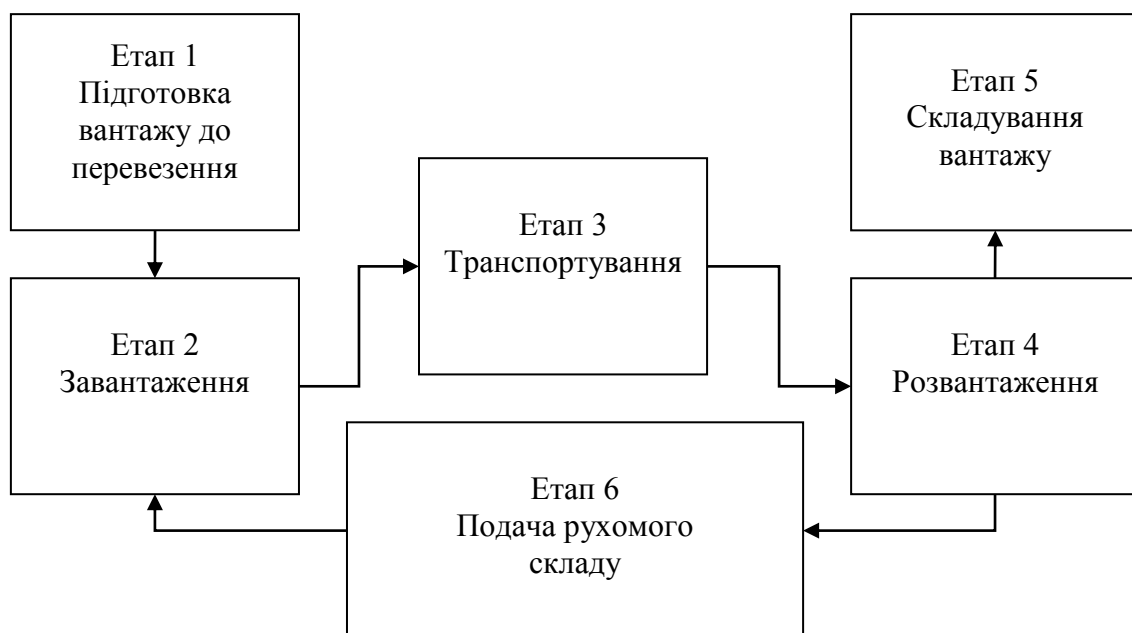 Етап 1
Підготовка
вантажу до
перевезення
Етап 2
Завантаження
Етап 3
Транспортування
Етап 4
Розвантаження
Етап 5
Складування
вантажу
Етап 6
Подача рухомого
складу